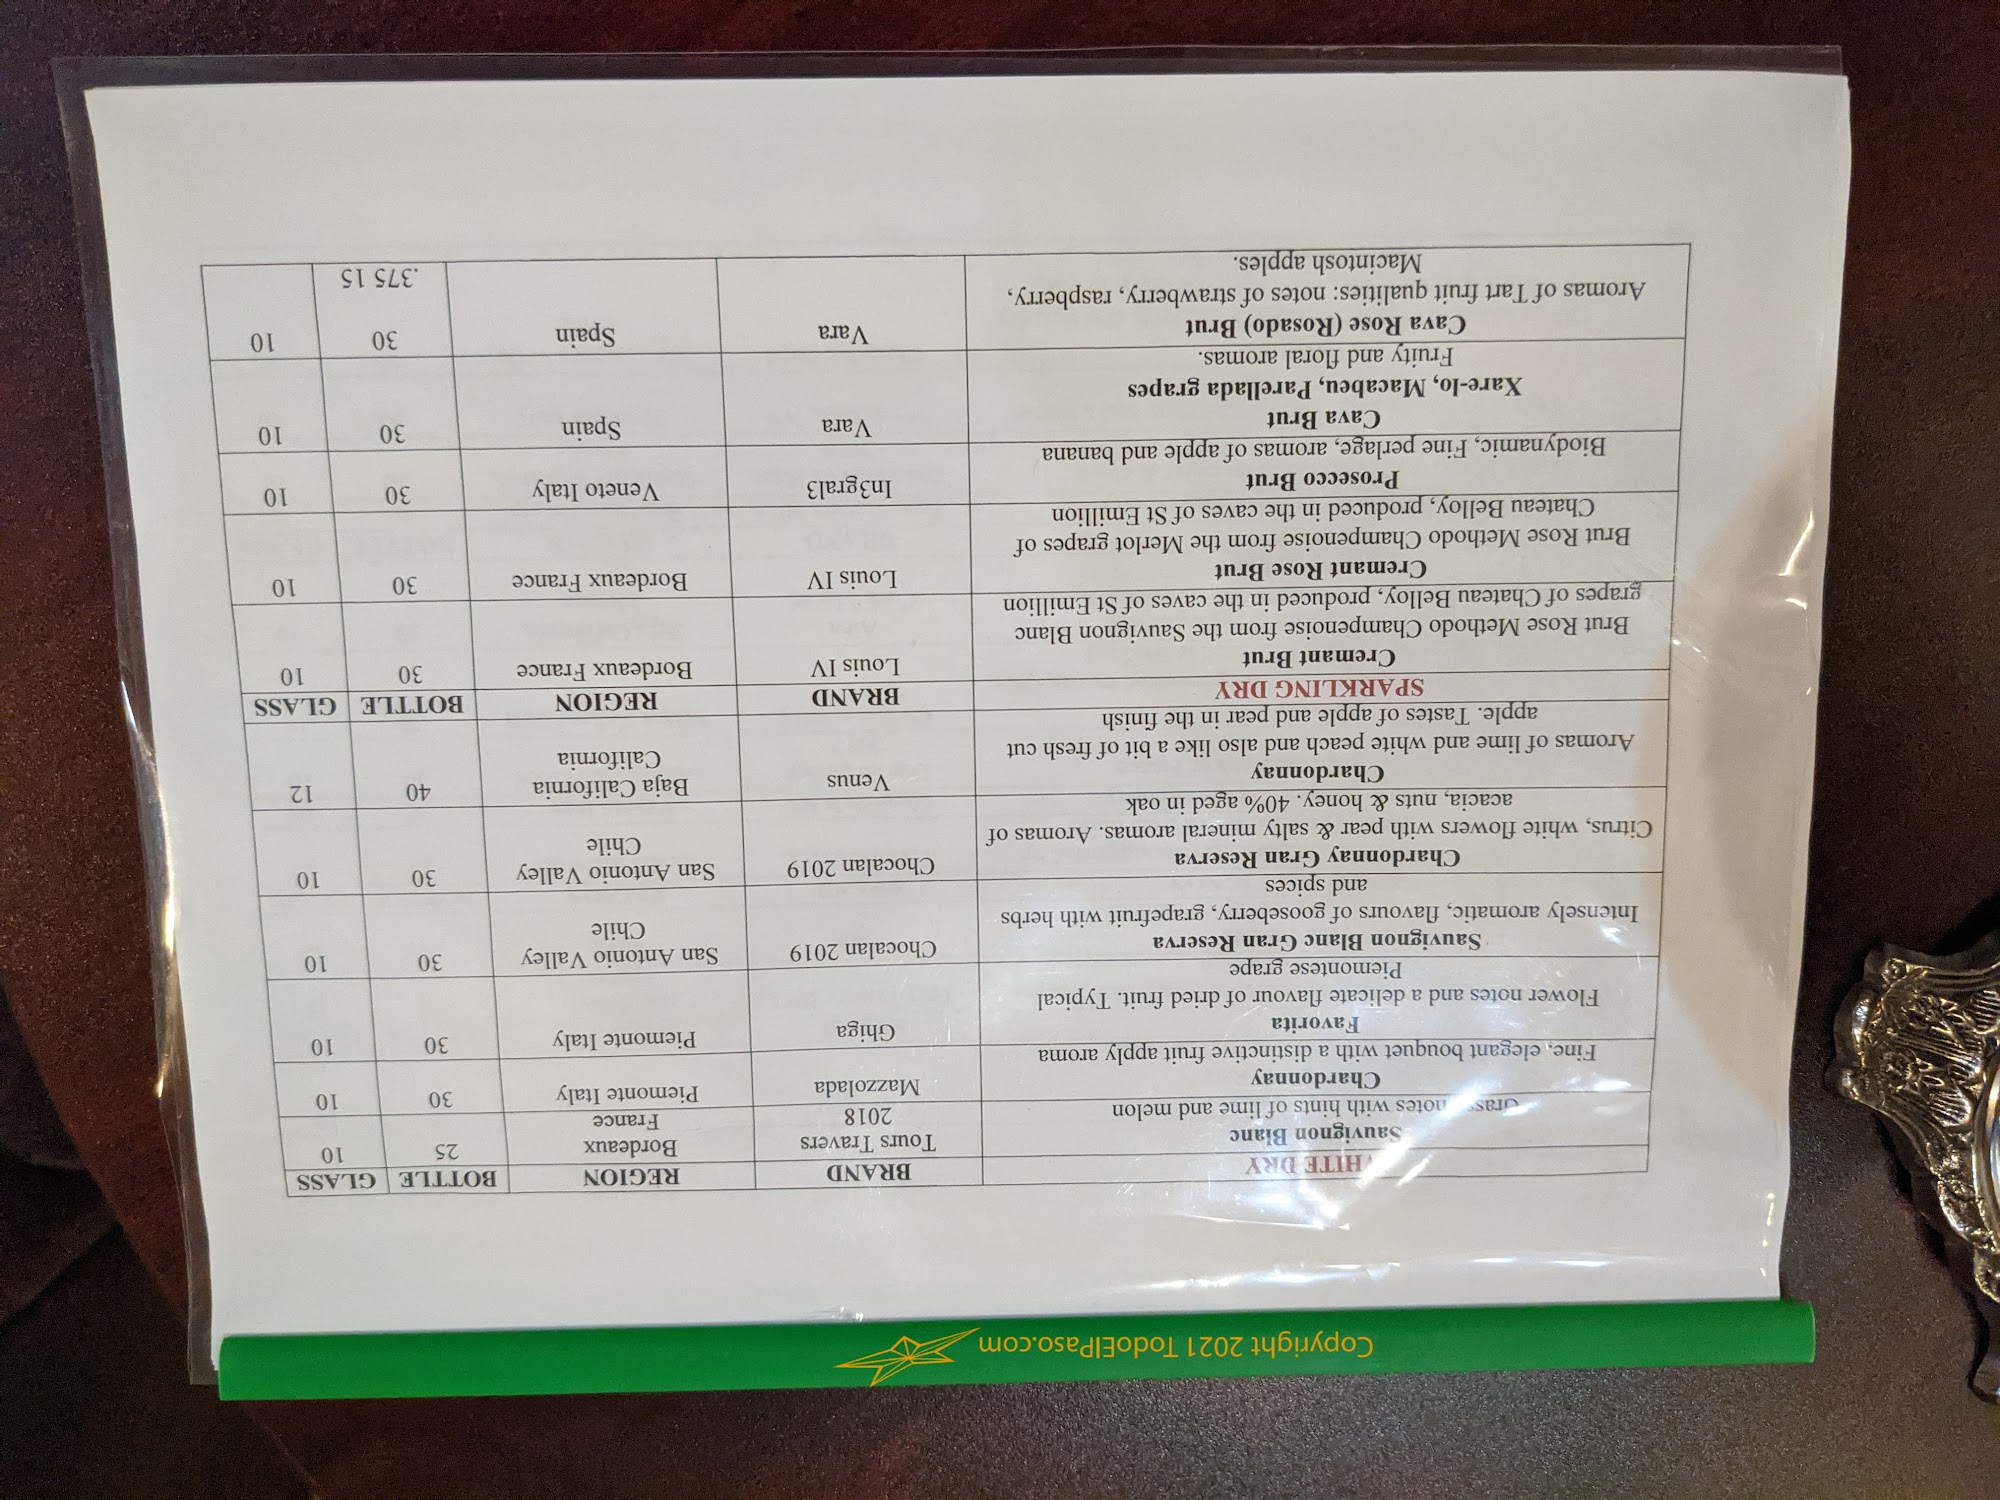 Copyright 2021 TodoElPaso.com
WHITE DRY BRAND REGION BOTTLE GLASS
Sauvignon Blanc
Grass notes with hints of lime and melon
Tours Travers
2018
Bordeaux
France
25
10
Chardonnay
Fine, elegant bouquet with a distinctive fruit apply aroma
Mazzolada
Piemonte Italy
30
10
Favorita
Flower notes and a delicate flavour of dried fruit. Typical
Piemontese grape
Ghiga
Piemonte Italy
30
10
Sauvignon Blanc Gran Reserva
Intensely aromatic, flavours of gooseberry, grapefruit with herbs
and spices
Chocalan 2019
San Antonio Valley
Chile
30
10
Chardonnay Gran Reserva
Citrus, white flowers with pear & salty mineral aromas. Aromas of
acacia, nuts & honey. 40% aged in oak
Chocalan 2019
San Antonio Valley
Chile
30
10
Chardonnay
Aromas of lime and white peach and also like a bit of fresh cut
apple. Tastes of apple and pear in the finish
Venus
Baja California
California
40
12
SPARKLING DRY BRAND REGION BOTTLE GLASS
Cremant Brut
Brut Rose Methodo Champenoise from the Sauvignon Blanc
grapes of Chateau Belloy, produced in the caves of St Emillion
Louis IV
Bordeaux France
30
10
Cremant Rose Brut
Brut Rose Methodo Champenoise from the Merlot grapes of
Chateau Belloy, produced in the caves of St Emillion
Louis IV
Bordeaux France
30
10
Prosecco Brut
Biodynamic, Fine perlage, aromas of apple and banana
In3gral3
Veneto Italy
30
10
Cava Brut
Xare-lo, Macabeu, Parellada grapes
Fruity and floral aromas.
Vara
Spain
30
10
Cava Rose (Rosado) Brut
Aromas of Tart fruit qualities: notes of strawberry, raspberry,
Macintosh apples.
Vara
Spain
30
.375 15
10